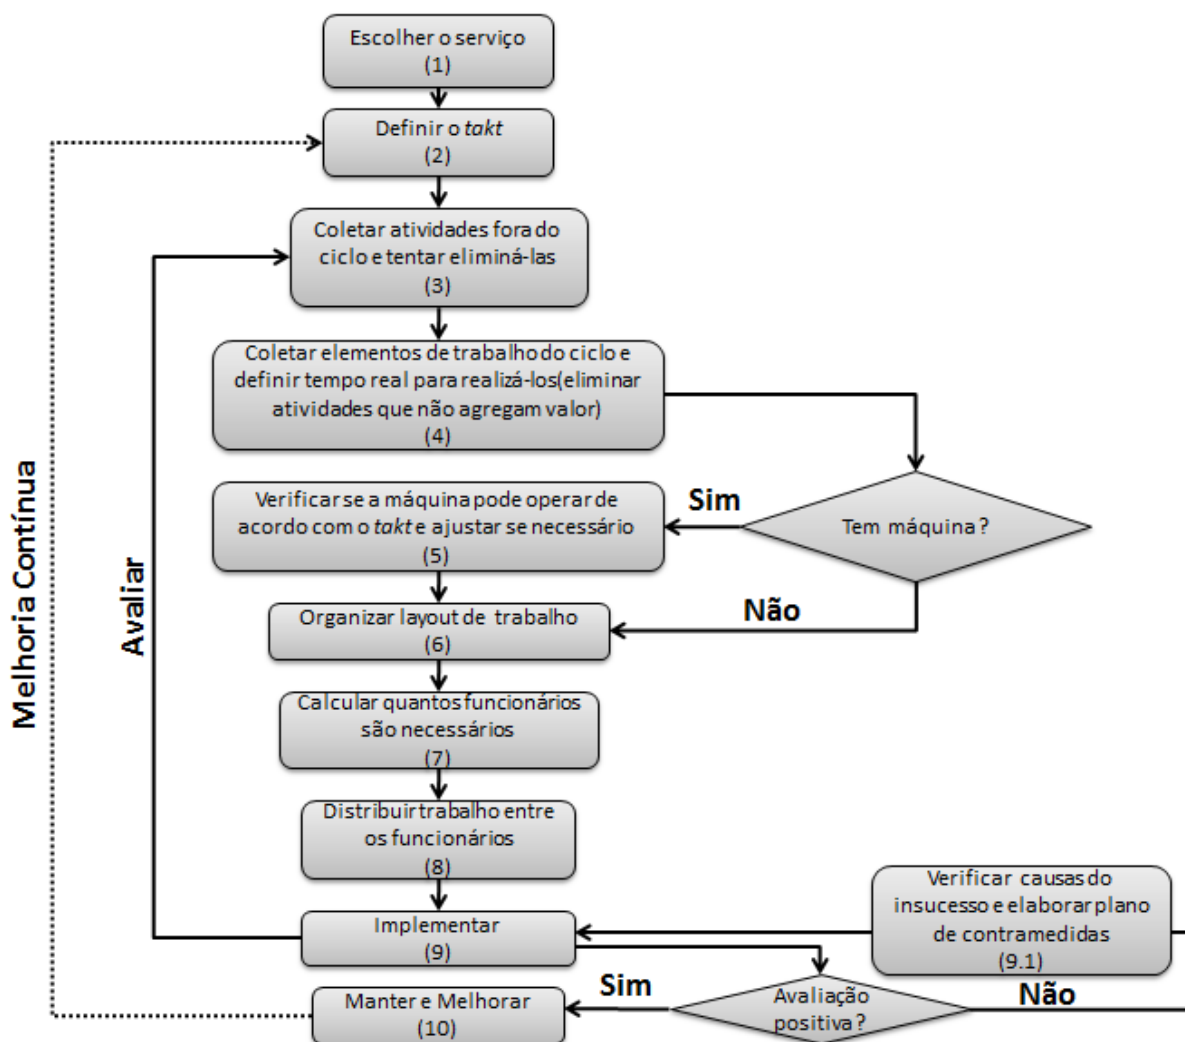 Escolher o serviço
(1)
Definir o takt
(2)
Coletar atividades fora do
ciclo e tentar eliminá-las
(3)
Coletar elementos de trabalho do ciclo e
definir tempo real para realizá-los(eliminar
atividades que não agregam valor)
(4)
Tem máquina?
Sim
Não
Verificar se a máquina pode operar de
acordo com o takt e ajustar se necessário
(5)
Organizar layout de trabalho
(6)
Calcular quantos funcionários
são necessários
(7)
Distribuir trabalho entre
os funcionários
(8)
Implementar
(9)
Avaliação
positiva?
Sim
Não
Verificar causas do
insucesso e elaborar plano
de contramedidas
(9.1)
Manter e Melhorar
(10)
Avaliar
Melhoria Contínua